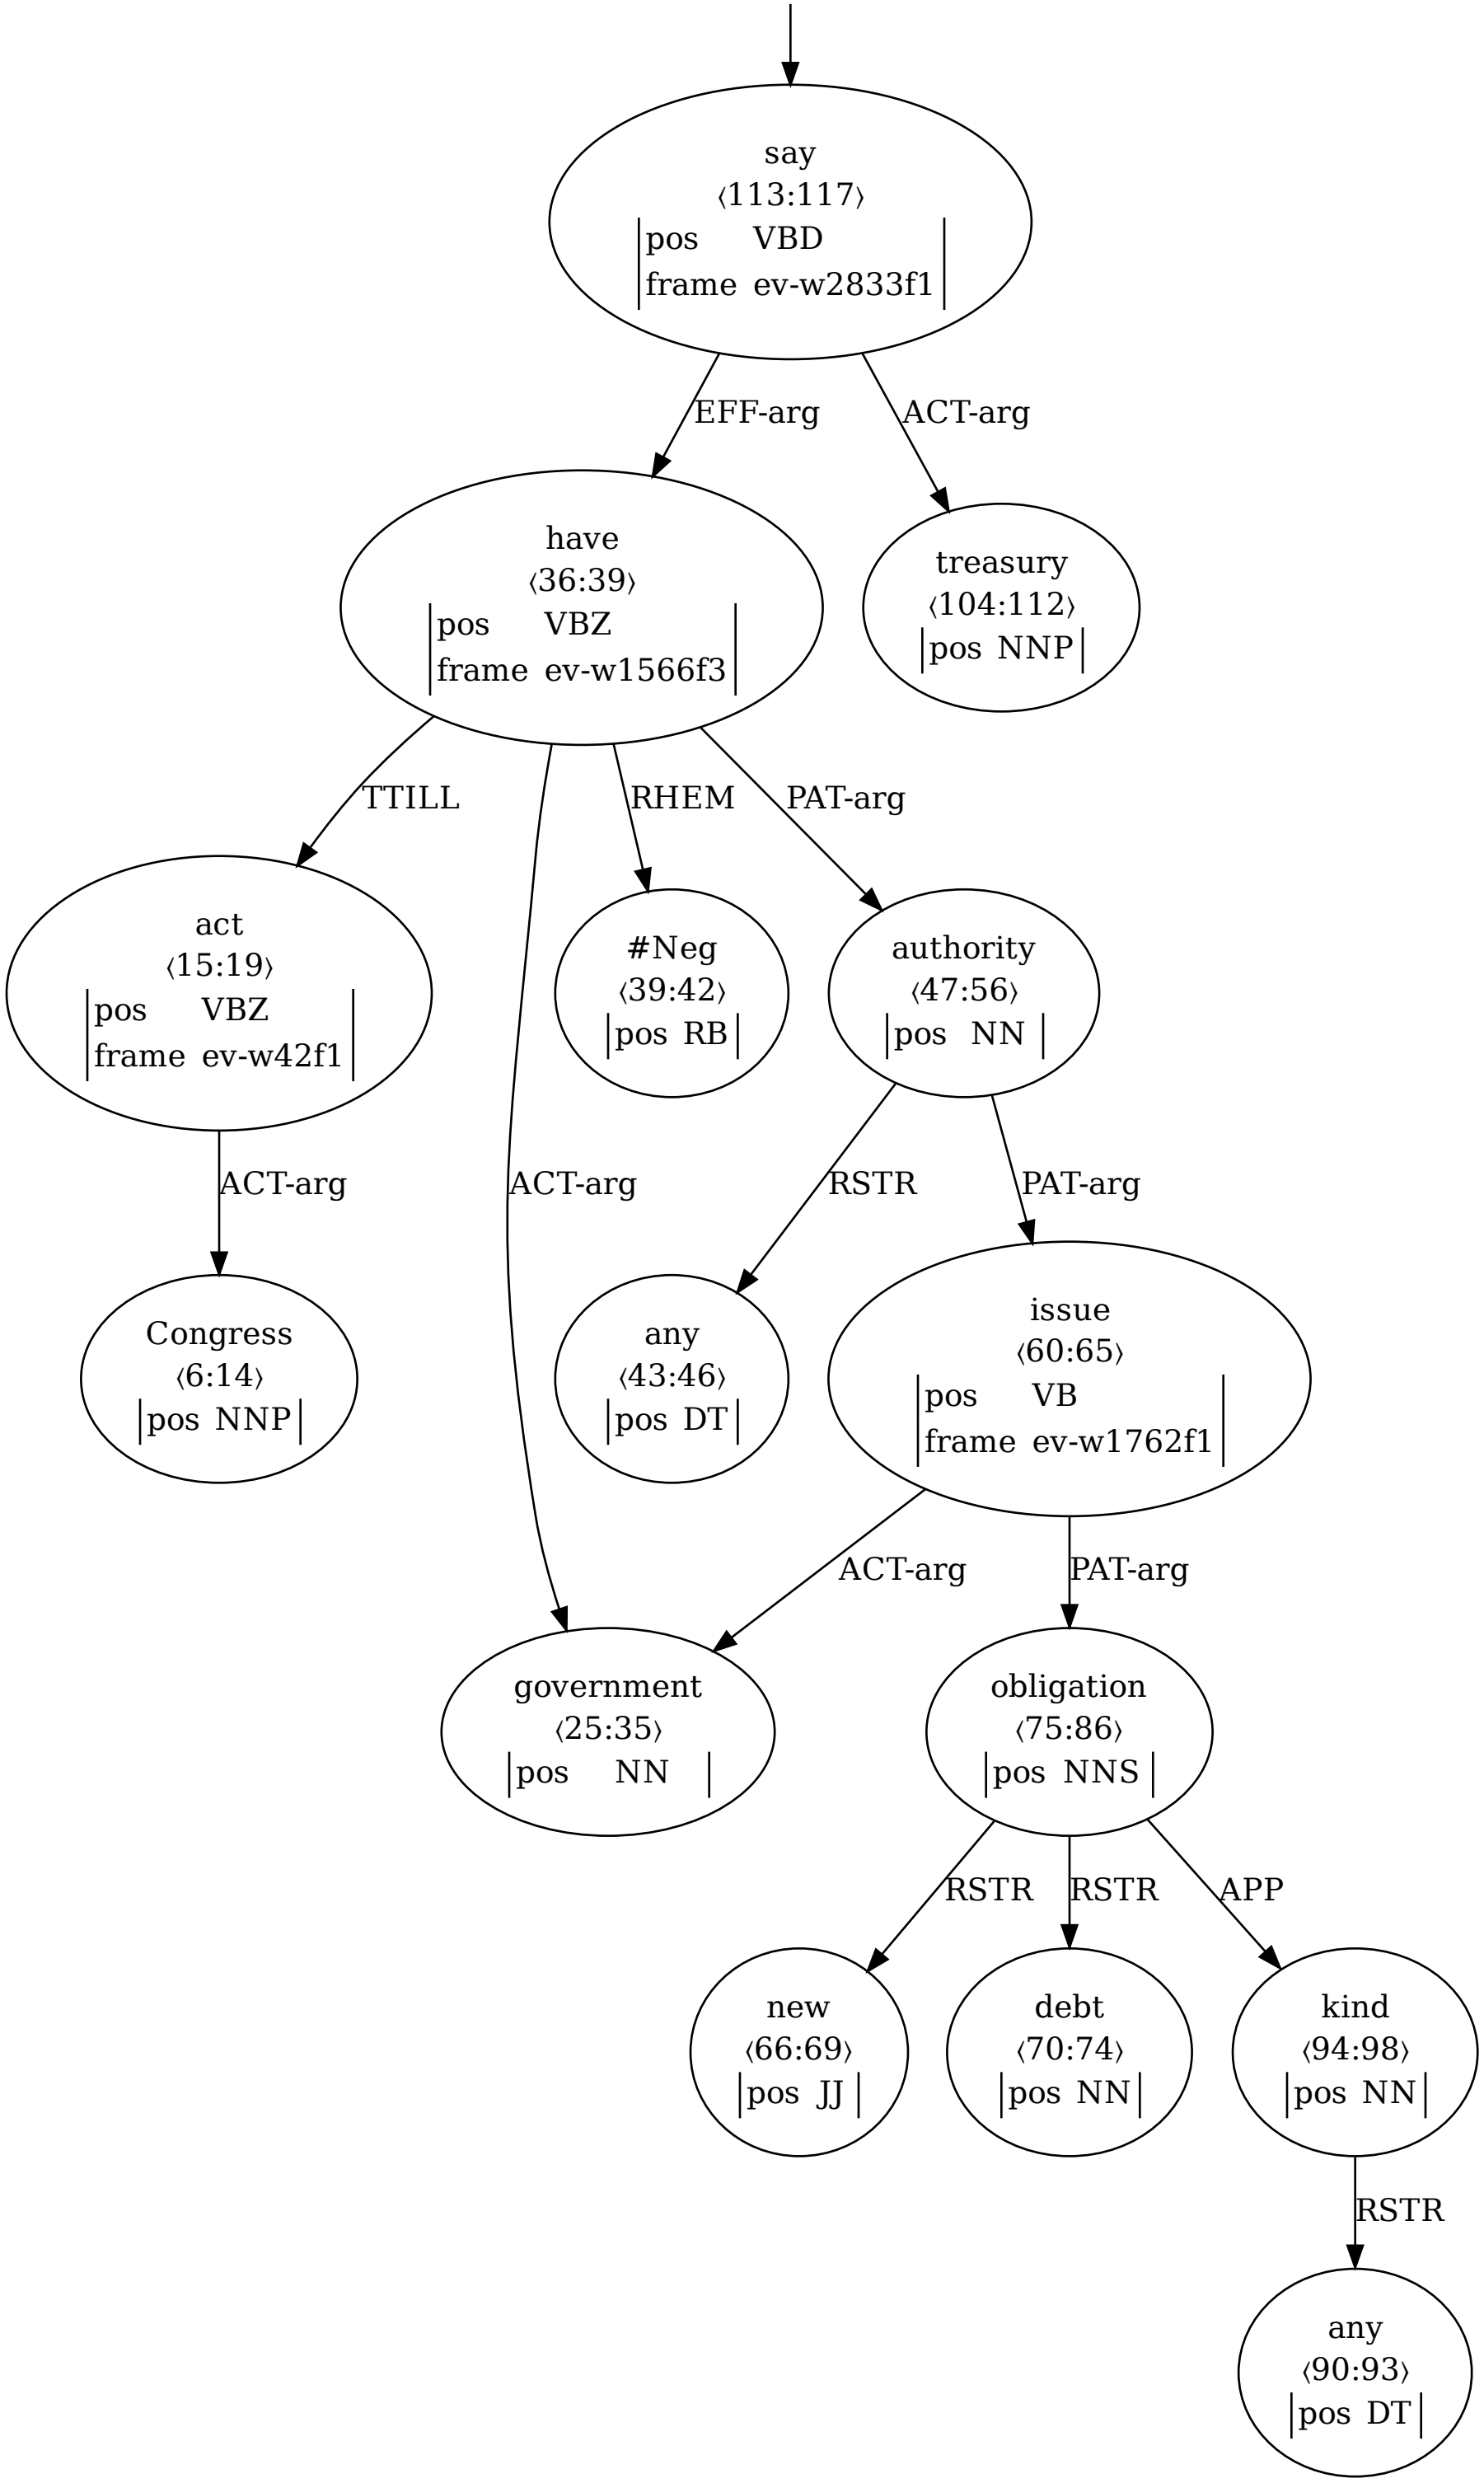 say
⟨113:117⟩
pos VBD
frame ev-w2833f1
EFF-arg
ACT-arg
have
⟨36:39⟩
pos VBZ
frame ev-w1566f3
treasury
⟨104:112⟩
pos NNP
TTILL
RHEM
PAT-arg
act
⟨15:19⟩
pos VBZ
frame ev-w42f1
#Neg
⟨39:42⟩
pos RB
authority
⟨47:56⟩
pos NN
ACT-arg
ACT-arg
RSTR
PAT-arg
Congress
⟨6:14⟩
pos NNP
any
⟨43:46⟩
pos DT
issue
⟨60:65⟩
pos VB
frame ev-w1762f1
ACT-arg
PAT-arg
government
⟨25:35⟩
pos NN
obligation
⟨75:86⟩
pos NNS
RSTR
RSTR
APP
new
⟨66:69⟩
pos JJ
debt
⟨70:74⟩
pos NN
kind
⟨94:98⟩
pos NN
RSTR
any
⟨90:93⟩
pos DT